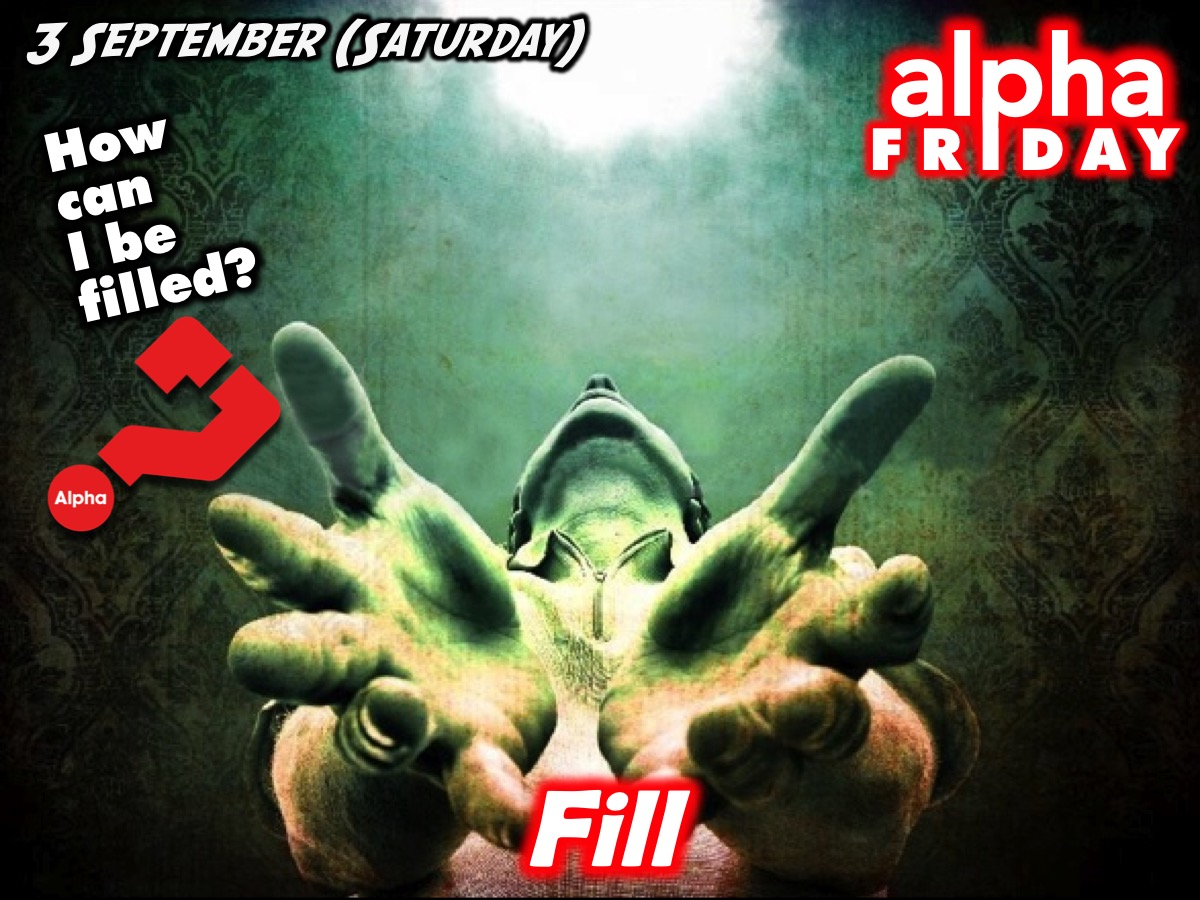 3 September (Saturday)
alpha
FRIDAY
How
can
I be
filled?
Alpha
Fill